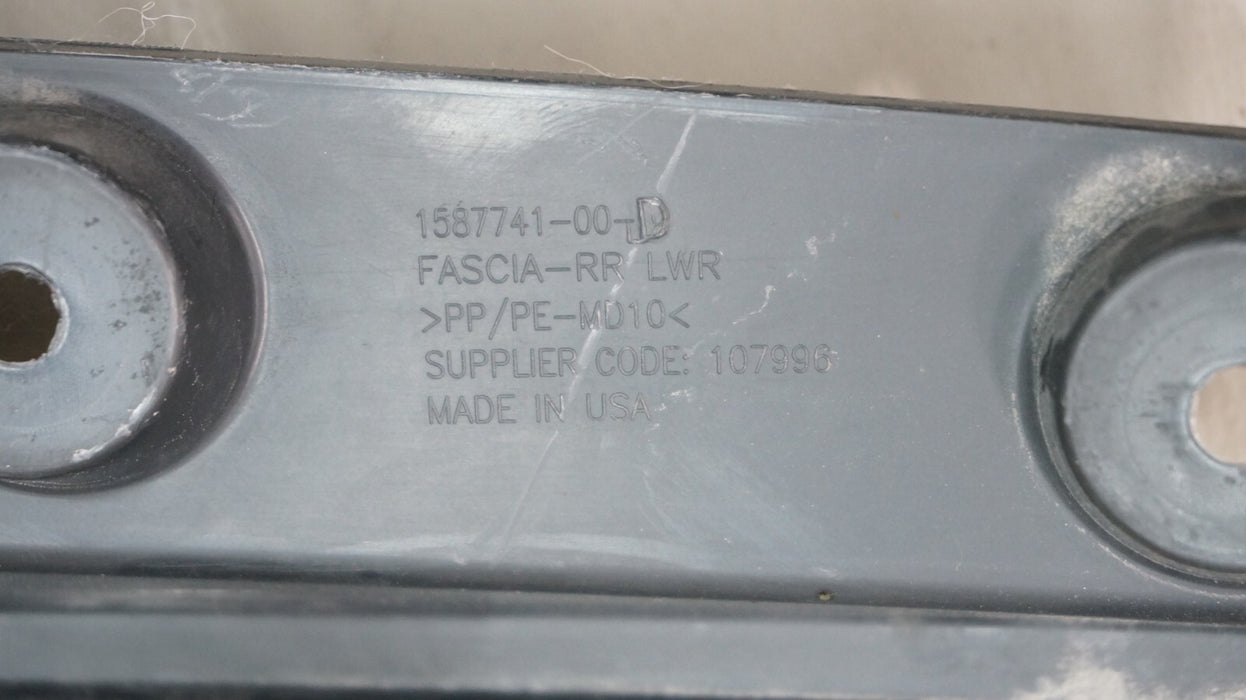 1587741-00-D
FASCIA-RR LWR
>PP/PE-MD10<
SUPPLIER CODE: 107996
MADE IN USA